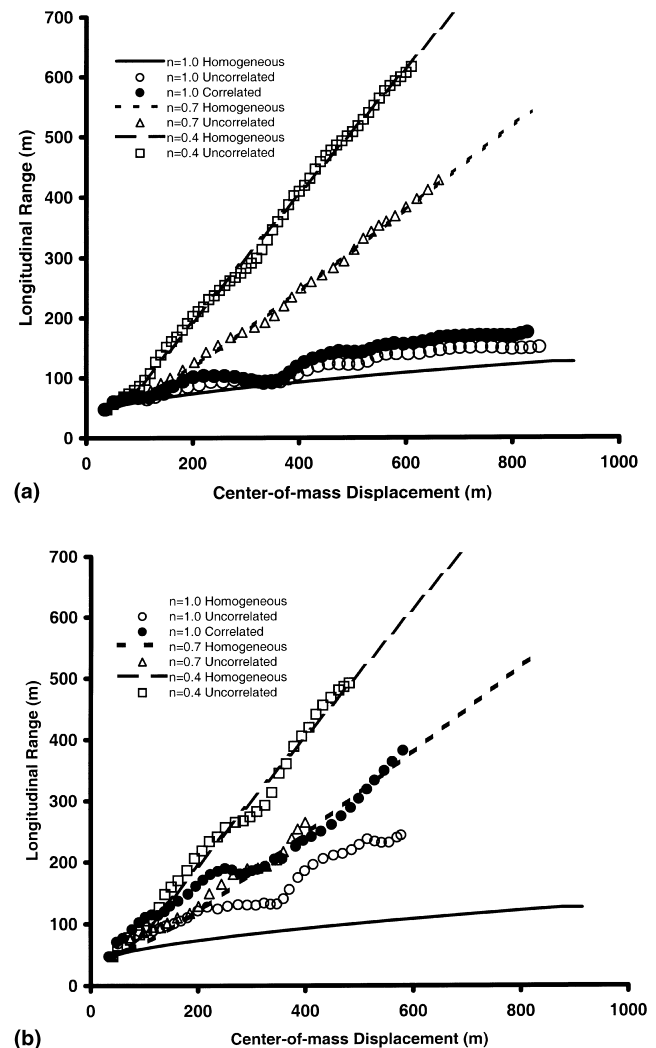 700
600
500
400
300
200
100
0
Longitudinal Range (m)
n=1.0 Homogeneous
n=1.0 Uncorrelated
n=1.0 Correlated
n=0.7 Homogeneous
n=0.7 Uncorrelated
n=0.4 Homogeneous
n=0.4 Uncorrelated
0 200 400 600 800 1000
(a) Center-of-mass Displacement (m)
700
600
500
400
300
200
100
0
Longitudinal Range (m)
n=1.0 Homogeneous
n=1.0 Uncorrelated
n=1.0 Correlated
n=0.7 Homogeneous
n=0.7 Uncorrelated
n=0.4 Homogeneous
n=0.4 Uncorrelated
0 200 400 600 800 1000
(b) Center-of-mass Displacement (m)